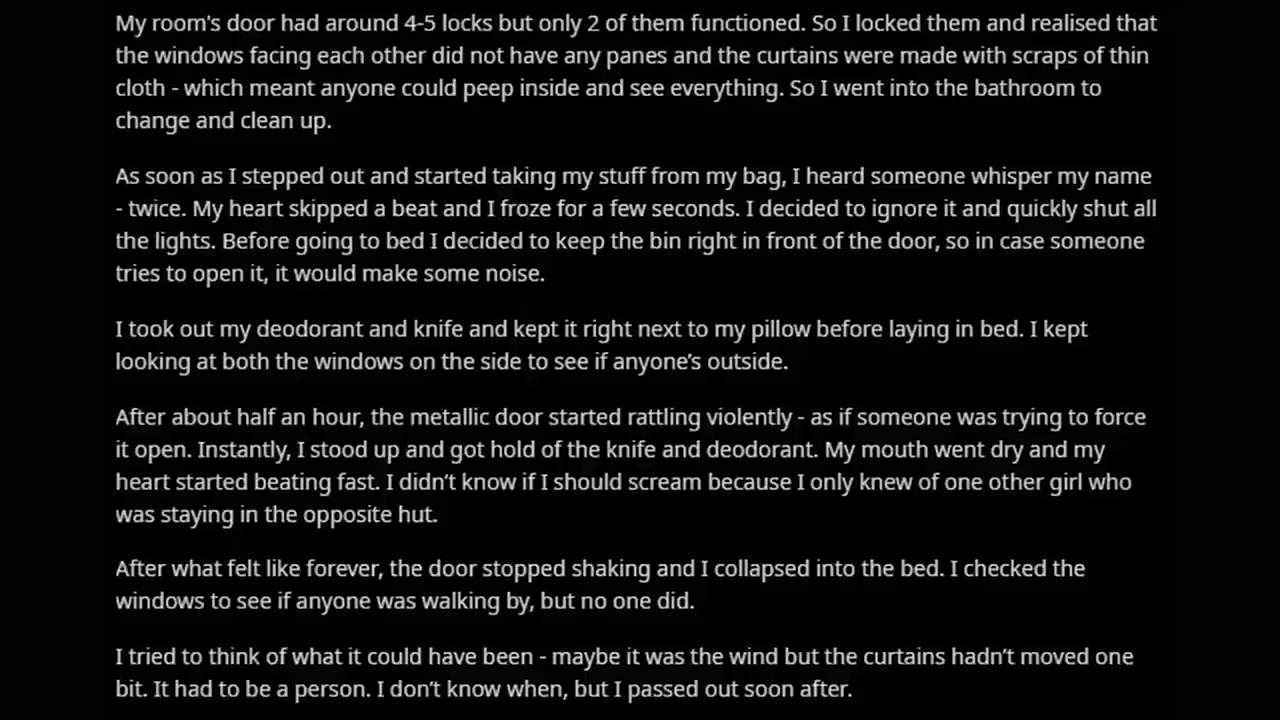 My room's door had around 4-5 locks but only 2 of them functioned. So I locked them and realised that
the windows facing each other did not have any panes and the curtains were made with scraps of thin
cloth - which meant anyone could peep inside and see everything. So I went into the bathroom to
change and clean up.
As soon as I stepped out and started taking my stuff from my bag, I heard someone whisper my name
- twice. My heart skipped a beat and I froze for a few seconds. I decided to ignore it and quickly shut all
the lights. Before going to bed I decided to keep the bin right in front of the door, so in case someone
tries to open it, it would make some noise.
I took out my deodorant and knife and kept it right next to my pillow before laying in bed. I kept
looking at both the windows on the side to see if anyone’s outside.
After about half an hour, the metallic door started rattling violently - as if someone was trying to force
it open. Instantly, I stood up and got hold of the knife and deodorant. My mouth went dry and my
heart started beating fast. I didn’t know if I should scream because I only knew of one other girl who
was staying in the opposite hut.
After what felt like forever, the door stopped shaking and I collapsed into the bed. I checked the
windows to see if anyone was walking by, but no one did.
I tried to think of what it could have been - maybe it was the wind but the curtains hadn’t moved one
bit. It had to be a person. I don’t know when, but I passed out soon after.